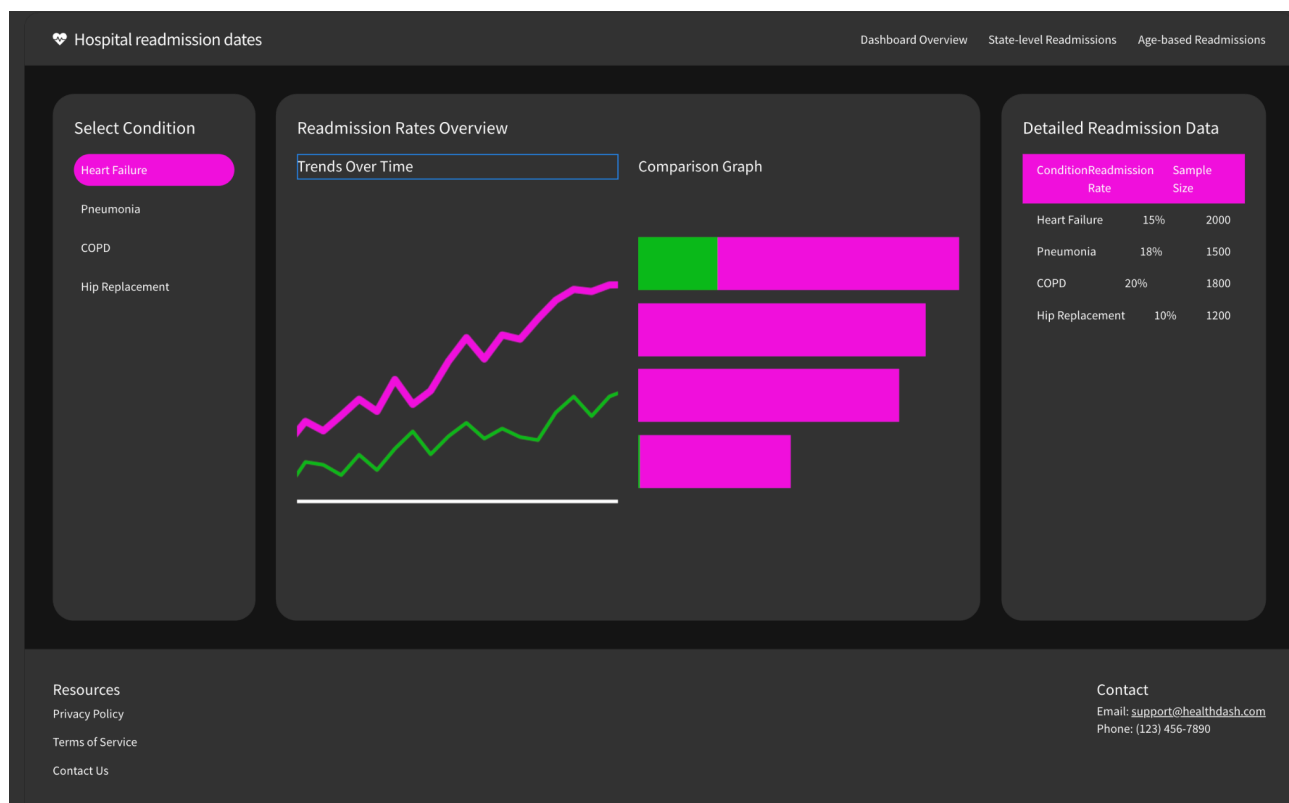 Hospital readmission dates
Dashboard Overview State-level Readmissions Age-based Readmissions
Select Condition
Heart Failure
Pneumonia
COPD
Hip Replacement
Readmission Rates Overview
Trends Over Time
Comparison Graph
Detailed Readmission Data
ConditionReadmission Sample
Rate Size
Heart Failure 15% 2000
Pneumonia 18% 1500
COPD 20% 1800
Hip Replacement 10% 1200
Resources
Privacy Policy
Terms of Service
Contact Us
Contact
Email: support@healthdash.com
Phone: (123) 456-7890